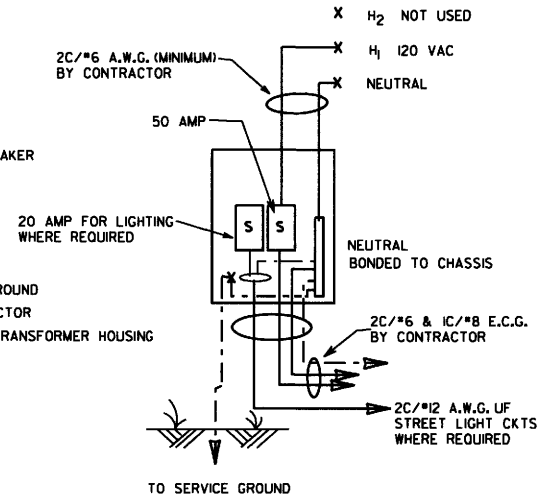 H2 NOT USED
H1 120 VAC
NEUTRAL
2C/#6 A.W.G. (MINIMUM)
BY CONTRACTOR
50 AMP
AKER
S S
20 AMP FOR LIGHTING
WHERE REQUIRED
NEUTRAL
BONDED TO CHASSIS
ROUND
CTOR
RANSFORMER HOUSING
2C/#6 & 1C/#8 E.C.G.
BY CONTRACTOR
2C/#12 A.W.G. UF
STREET LIGHT CKTS
WHERE REQUIRED
TO SERVICE GROUND